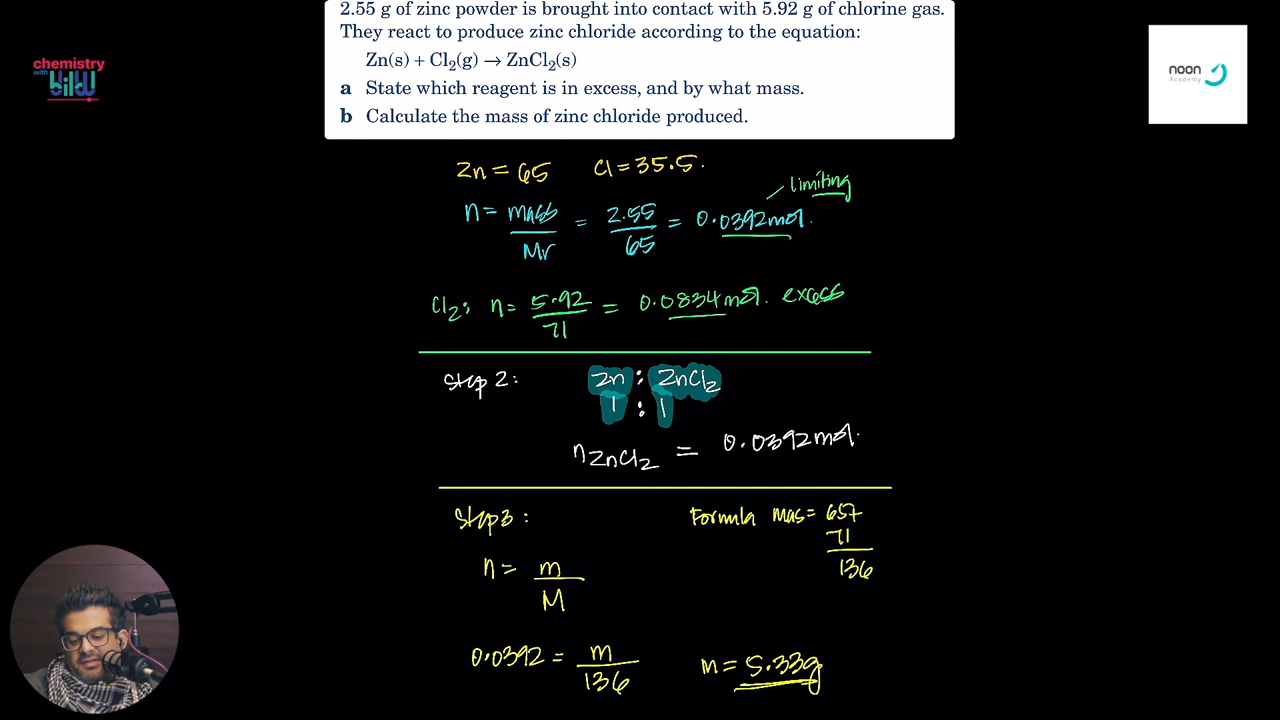 2.55 g of zinc powder is brought into contact with 5.92 g of chlorine gas.
They react to produce zinc chloride according to the equation:
Zn(s) + Cl₂(g) → ZnCl₂(s)
a State which reagent is in excess, and by what mass.
b Calculate the mass of zinc chloride produced.
chemistry
with bilal
noon
Academy
Zn = 65 Cl = 35.5.
limiting
n = mass/Mr = 2.55/65 = 0.0392 mol.
Cl₂: n = 5.92/71 = 0.0834 mol. excess
Step 2: Zn : ZnCl₂
1 : 1
nZnCl₂ = 0.0392 mol.
Step 3: Formula mas = 65+
71
136
n = m/M
0.0392 = m/136 m = 5.33g